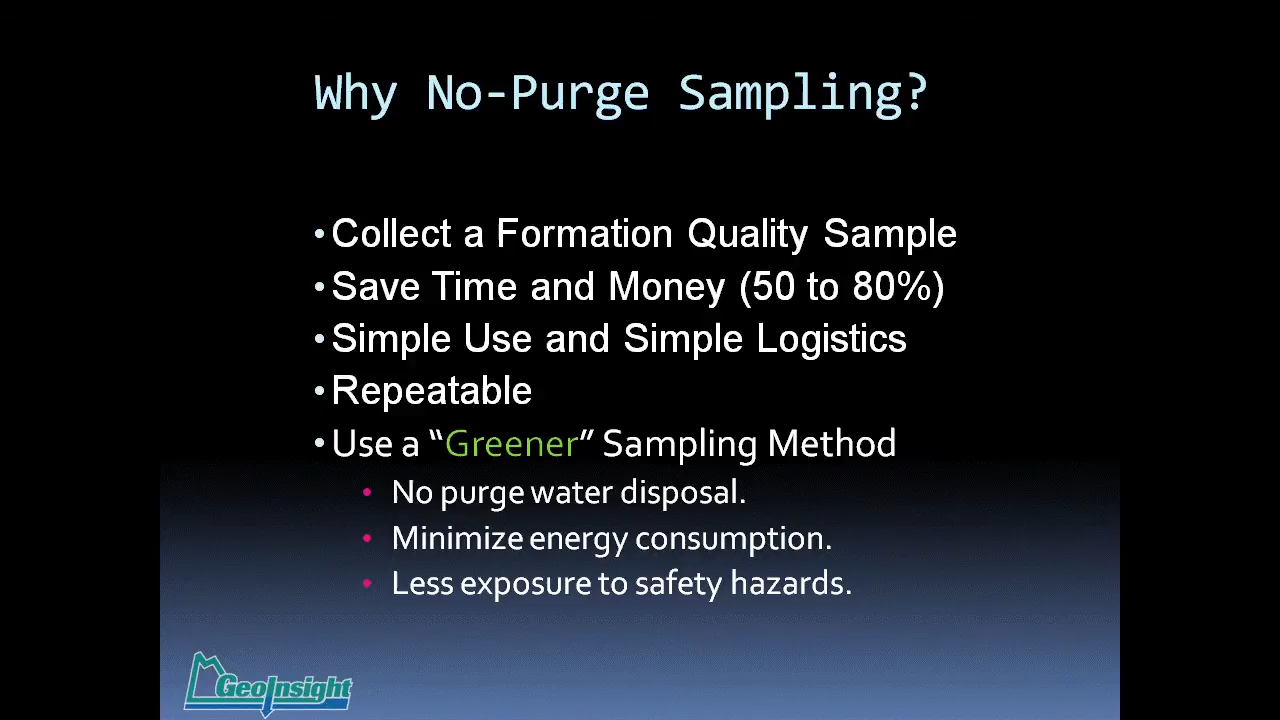 Why No-Purge Sampling?
•Collect a Formation Quality Sample
•Save Time and Money (50 to 80%)
•Simple Use and Simple Logistics
•Repeatable
•Use a “Greener” Sampling Method
• No purge water disposal.
• Minimize energy consumption.
• Less exposure to safety hazards.
GeoInsight